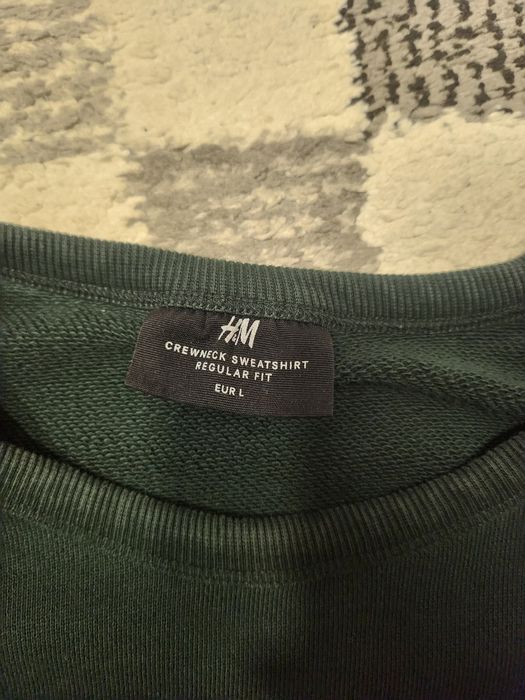 H&M
CREWNECK SWEATSHIRT
REGULAR FIT
EUR L